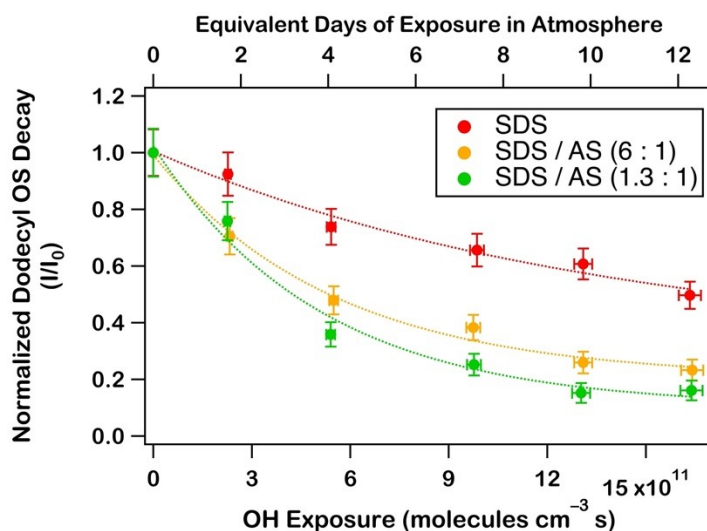 Equivalent Days of Exposure in Atmosphere
0 2 4 6 8 10 12
1.2
1.0
0.8
0.6
0.4
0.2
0.0
Normalized Dodecyl OS Decay
(I/I₀)
SDS
SDS / AS (6 : 1)
SDS / AS (1.3 : 1)
0 3 6 9 12 15 x10¹¹
OH Exposure (molecules cm⁻³ s)